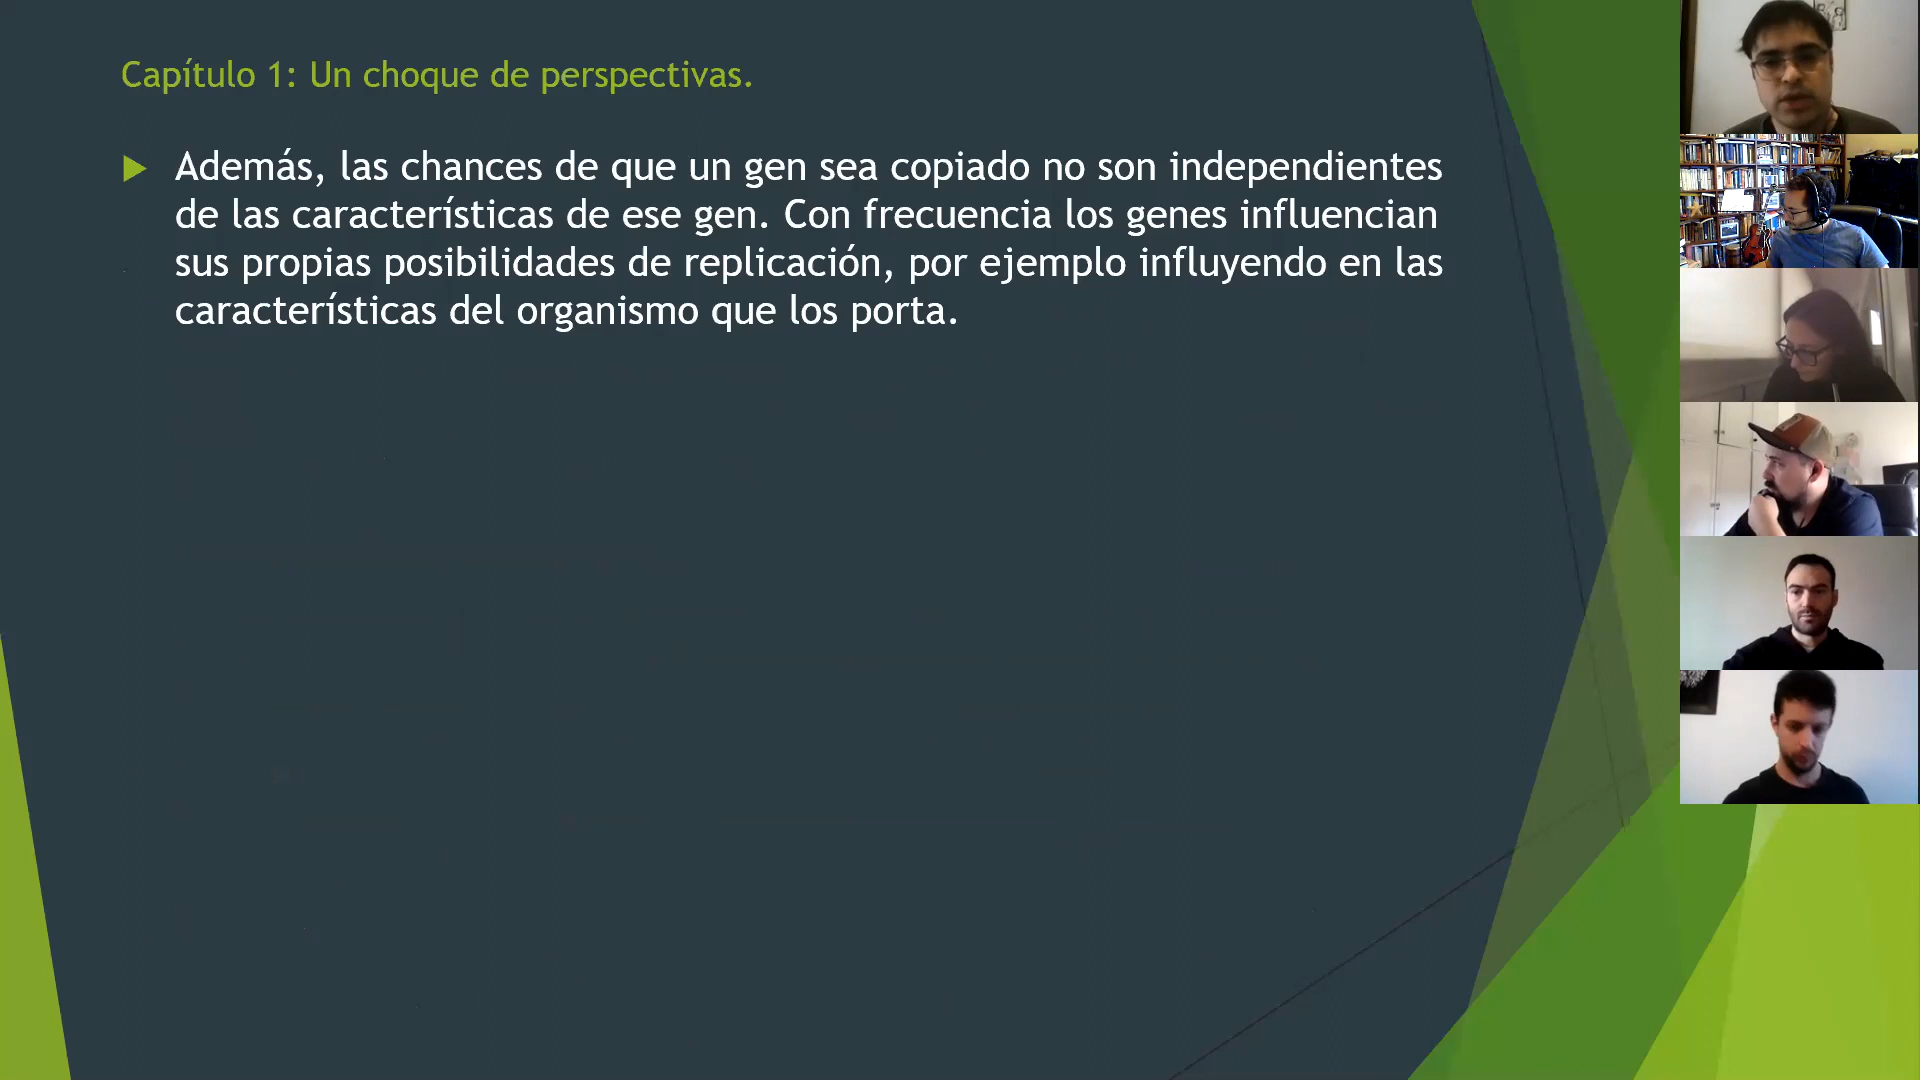 Capítulo 1: Un choque de perspectivas.
Además, las chances de que un gen sea copiado no son independientes
de las características de ese gen. Con frecuencia los genes influencian
sus propias posibilidades de replicación, por ejemplo influyendo en las
características del organismo que los porta.